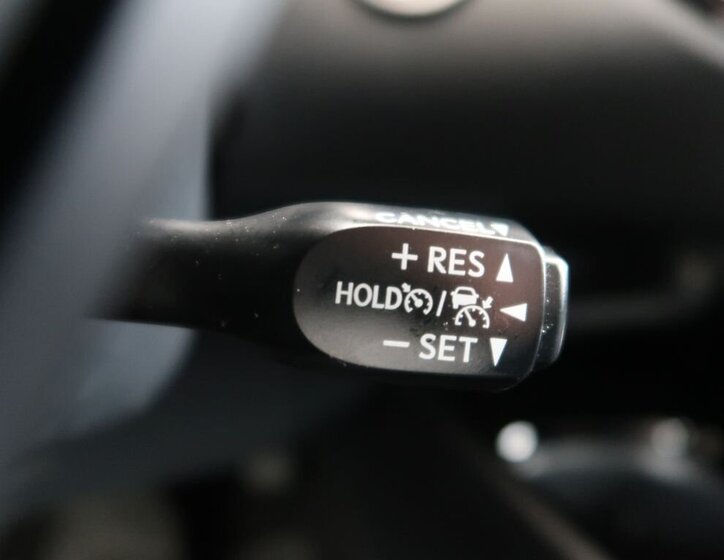 CANCEL▼
+ RES ▲
HOLD / ◄
– SET ▼